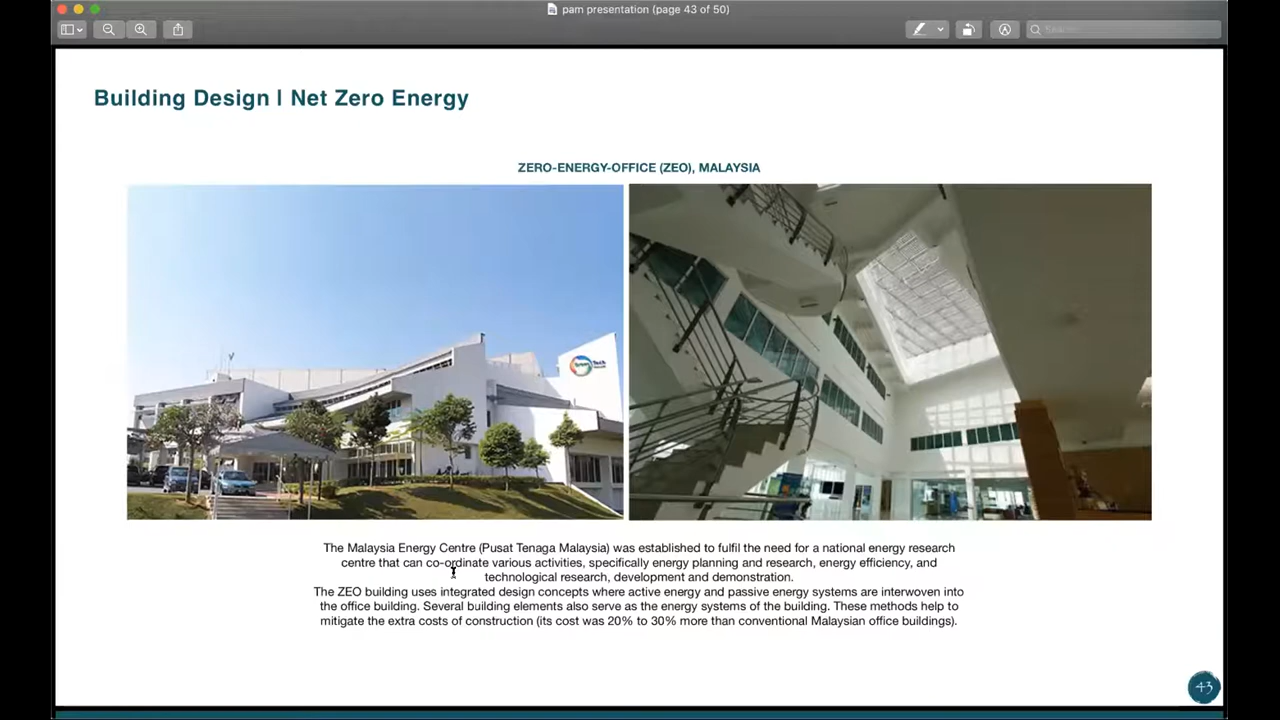 pam presentation (page 43 of 50)
Search
Building Design | Net Zero Energy
ZERO-ENERGY-OFFICE (ZEO), MALAYSIA
The Malaysia Energy Centre (Pusat Tenaga Malaysia) was established to fulfil the need for a national energy research
centre that can co-ordinate various activities, specifically energy planning and research, energy efficiency, and
technological research, development and demonstration.
The ZEO building uses integrated design concepts where active energy and passive energy systems are interwoven into
the office building. Several building elements also serve as the energy systems of the building. These methods help to
mitigate the extra costs of construction (its cost was 20% to 30% more than conventional Malaysian office buildings).
43